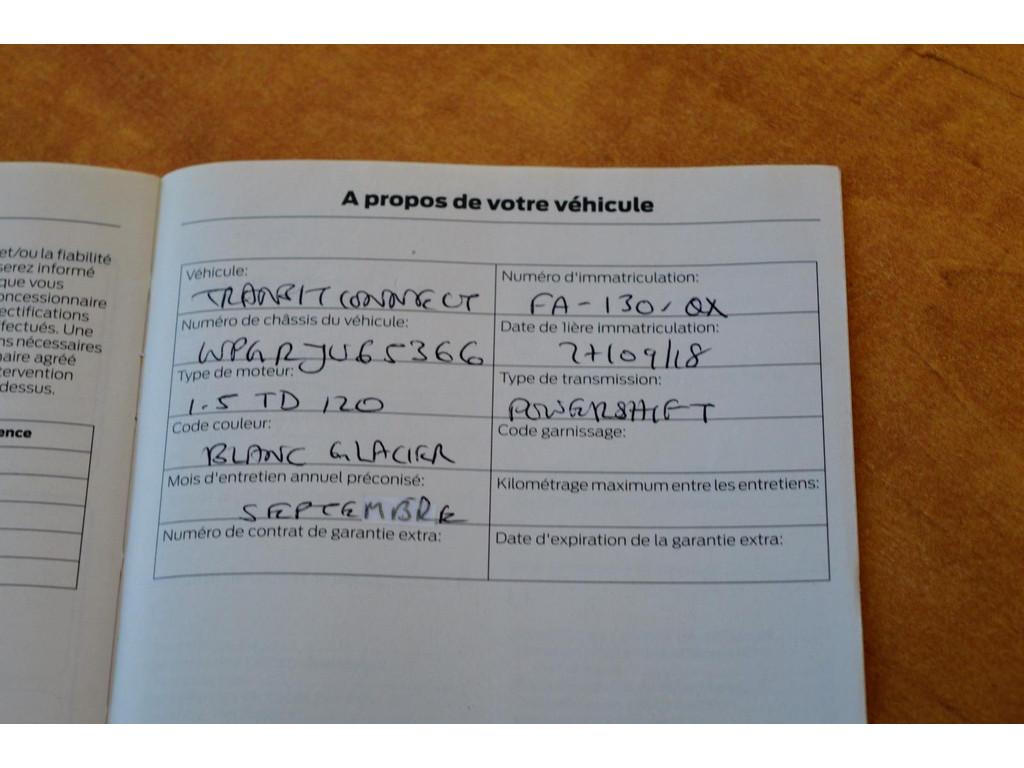 et/ou la fiabilité
serez informé
que vous
oncessionnaire
ectifications
fectués. Une
ns nécessaires
naire agréé
tervention
dessus.
ence
A propos de votre véhicule
Véhicule:
TRANSIT CONNECT
Numéro d'immatriculation:
FA-130-QX
Numéro de châssis du véhicule:
WPGRJU65366
Date de 1ière immatriculation:
27/09/18
Type de moteur:
1.5 TD 120
Type de transmission:
POWERSHIFT
Code couleur:
BLANC GLACIER
Code garnissage:
Mois d'entretien annuel préconisé:
SEPTEMBRE
Kilométrage maximum entre les entretiens:
Numéro de contrat de garantie extra:
Date d'expiration de la garantie extra: